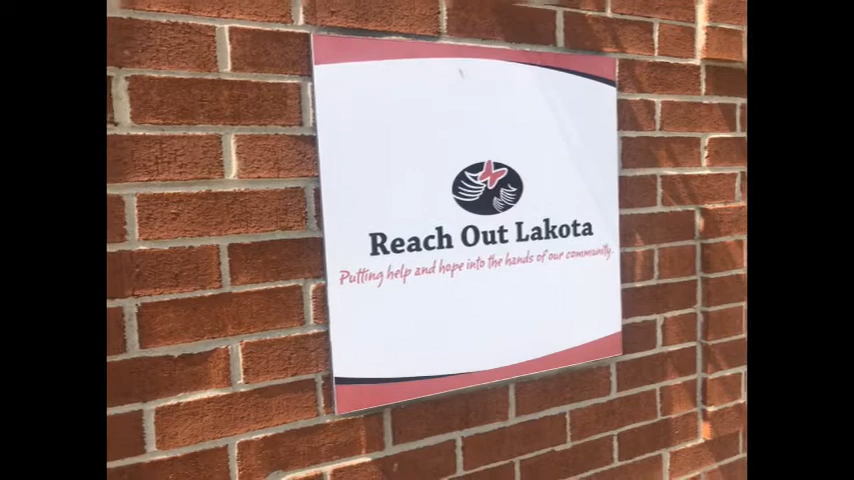 Reach Out Lakota
Putting help and hope into the hands of our community.